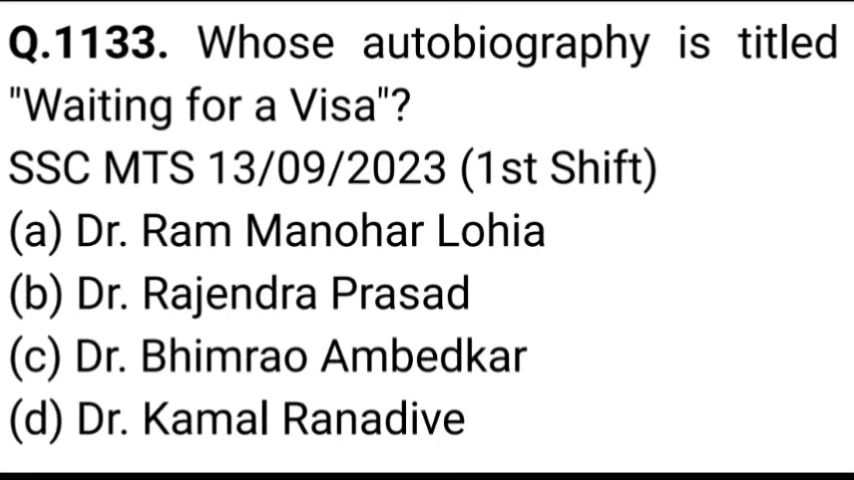 Q.1133. Whose autobiography is titled
"Waiting for a Visa"?
SSC MTS 13/09/2023 (1st Shift)
(a) Dr. Ram Manohar Lohia
(b) Dr. Rajendra Prasad
(c) Dr. Bhimrao Ambedkar
(d) Dr. Kamal Ranadive